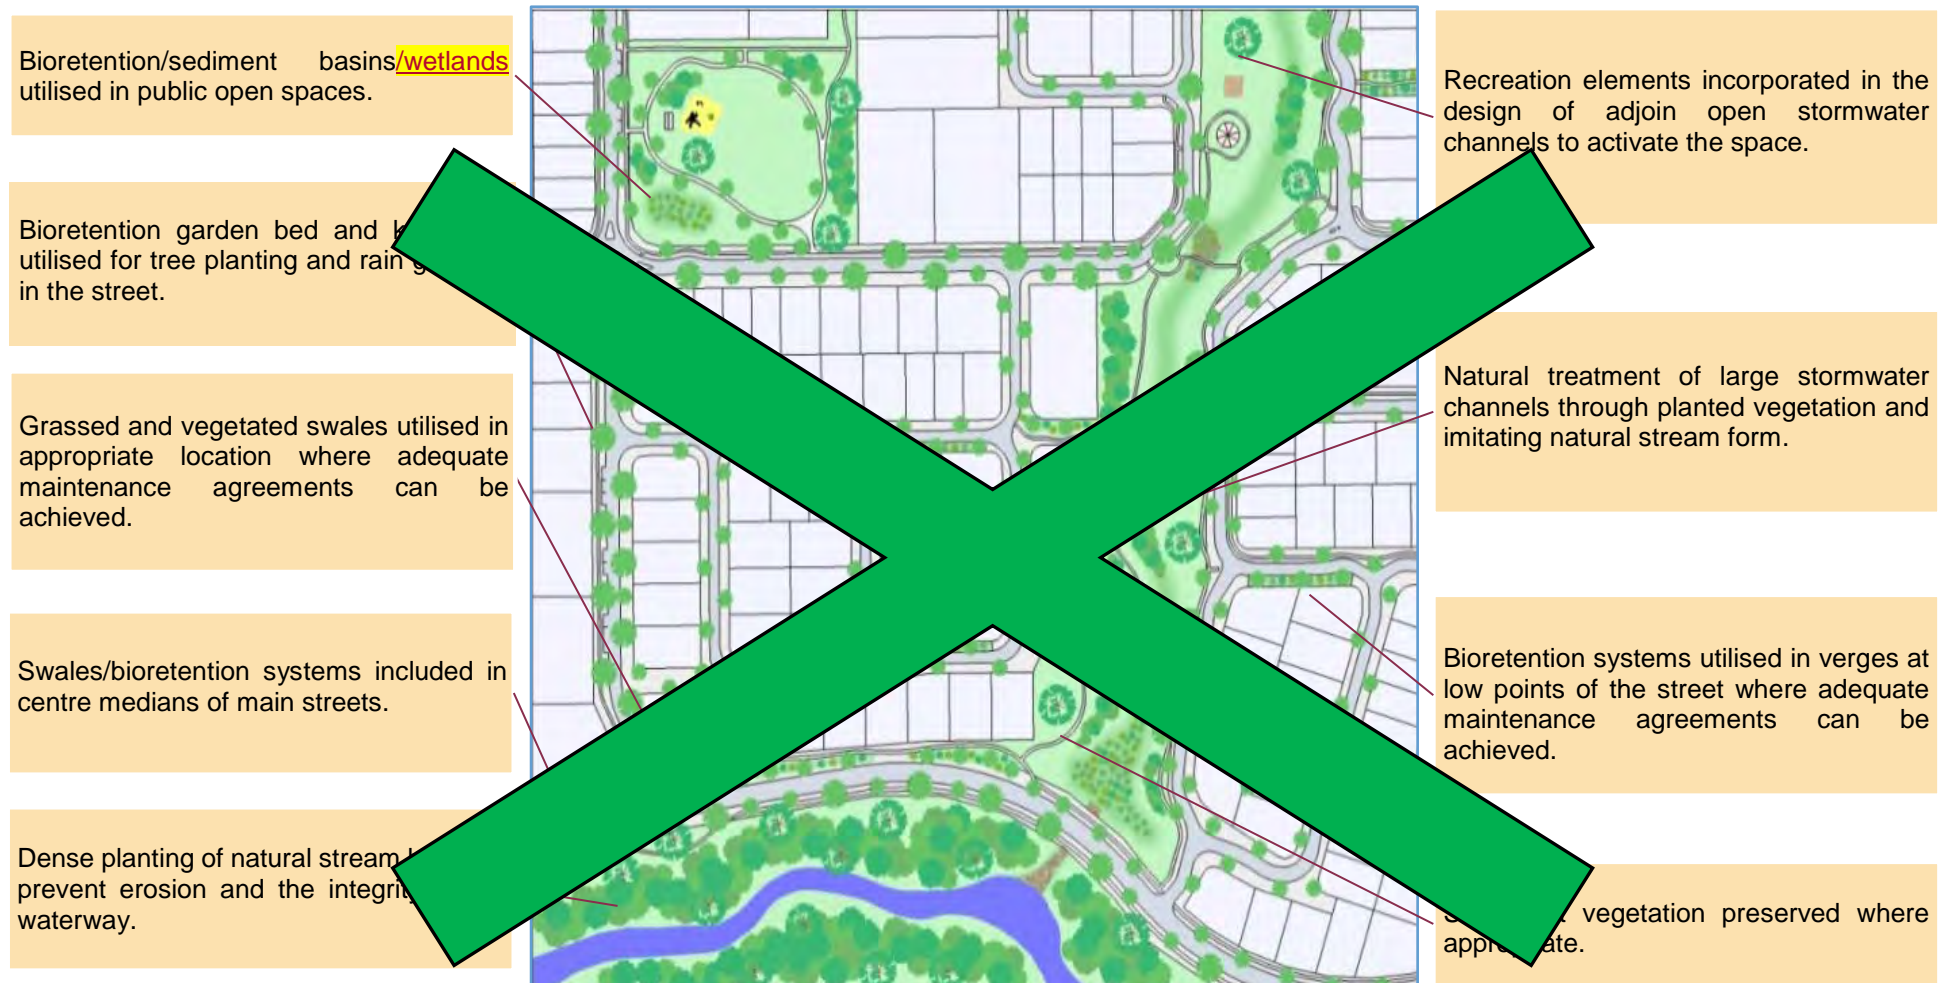 Bioretention/sediment basins/wetlands
utilised in public open spaces.
Bioretention garden bed and
utilised for tree planting and rain
in the street.
Grassed and vegetated swales utilised in
appropriate location where adequate
maintenance agreements can be
achieved.
Swales/bioretention systems included in
centre medians of main streets.
Dense planting of natural stream
prevent erosion and the integrity
waterway.
Recreation elements incorporated in the
design of adjoin open stormwater
channels to activate the space.
Natural treatment of large stormwater
channels through planted vegetation and
imitating natural stream form.
Bioretention systems utilised in verges at
low points of the street where adequate
maintenance agreements can be
achieved.
vegetation preserved where
appropriate.